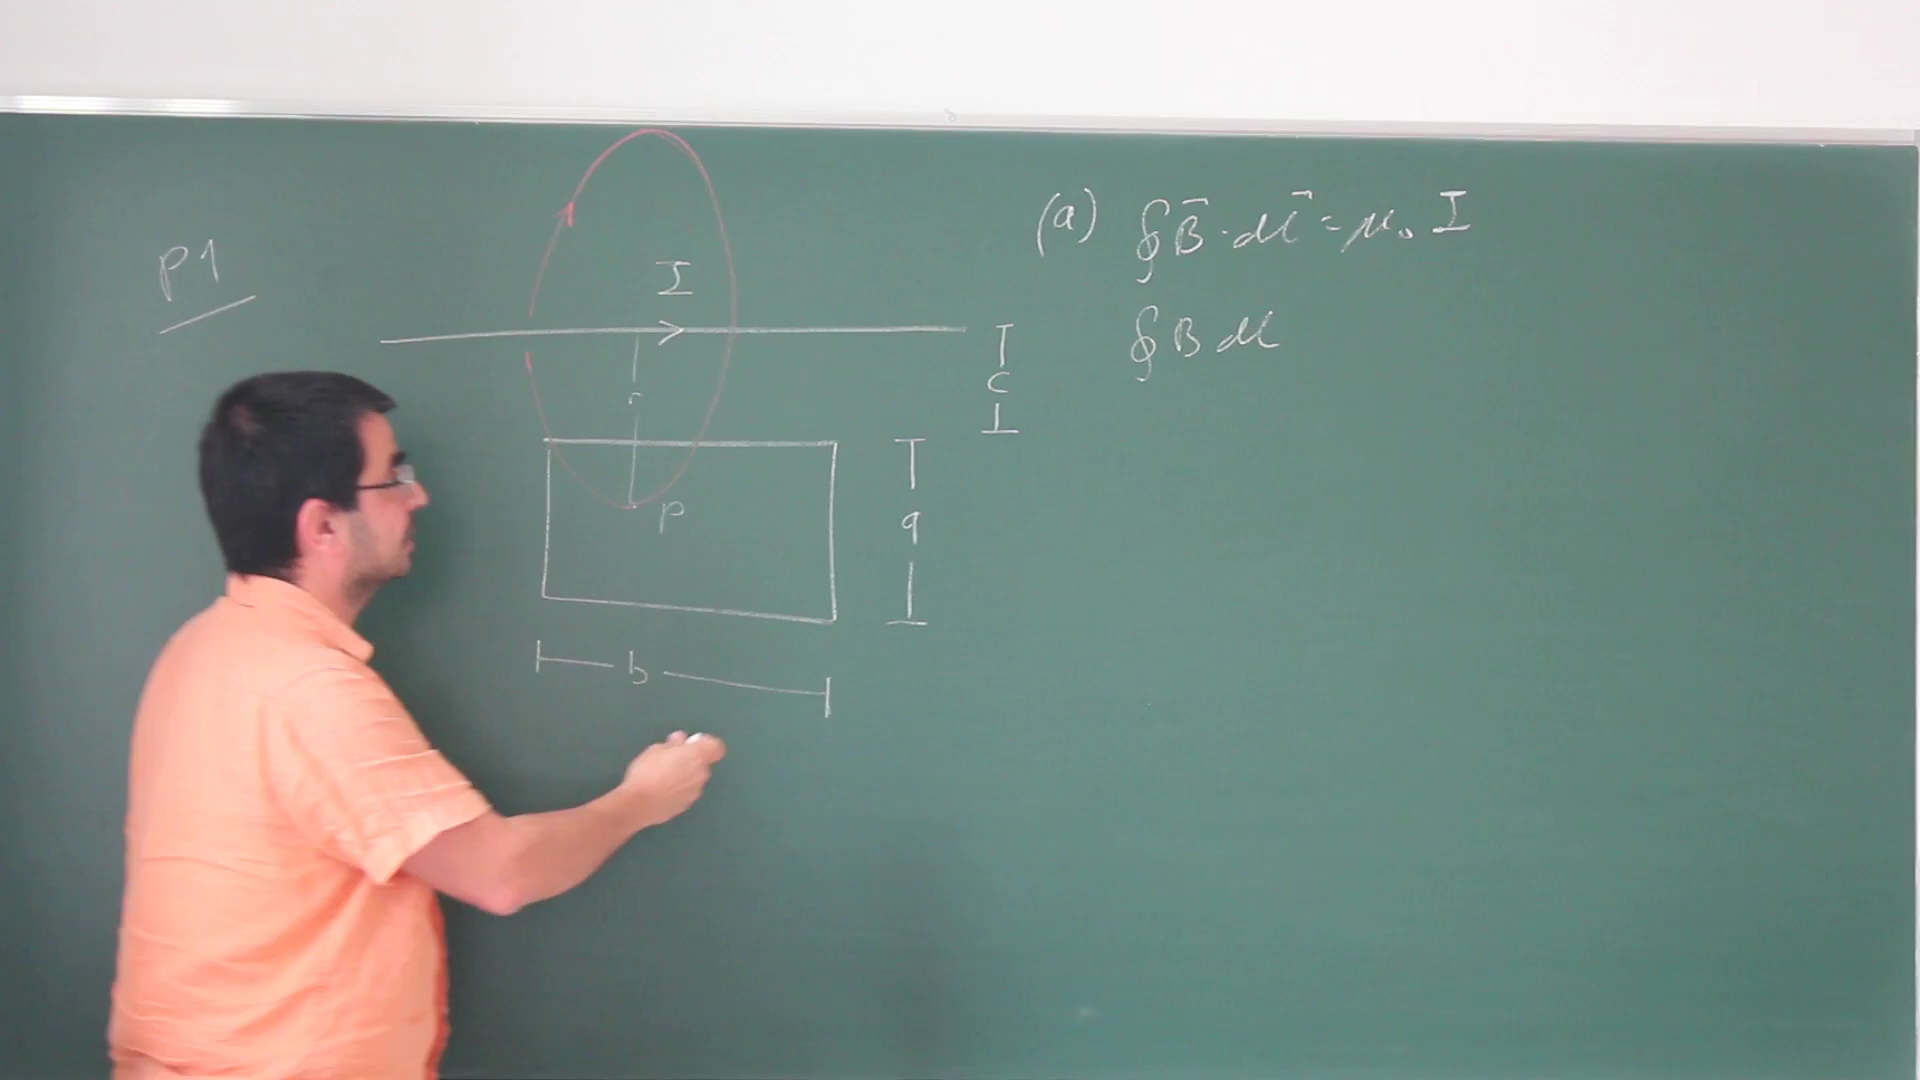 P1
I
r
P
c
a
b
(a) ∮B⃗·dl⃗ = μ₀ I
∮B dl